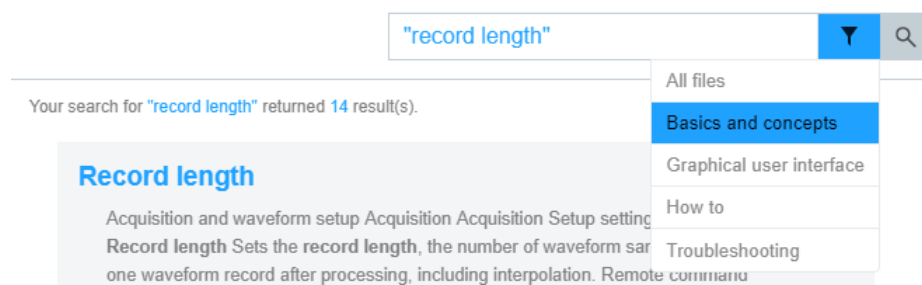 "record length"
All files
Your search for "record length" returned 14 result(s).
Basics and concepts
Graphical user interface
Record length
How to
Acquisition and waveform setup Acquisition Acquisition Setup setting
Record length Sets the record length, the number of waveform sar
Troubleshooting
one waveform record after processing, including interpolation. Remote command